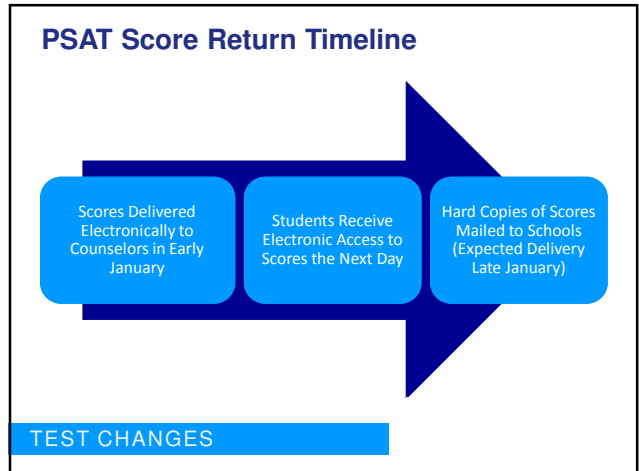 PSAT Score Return Timeline
Scores Delivered
Electronically to
Counselors in Early
January
Students Receive
Electronic Access to
Scores the Next Day
Hard Copies of Scores
Mailed to Schools
(Expected Delivery
Late January)
TEST CHANGES